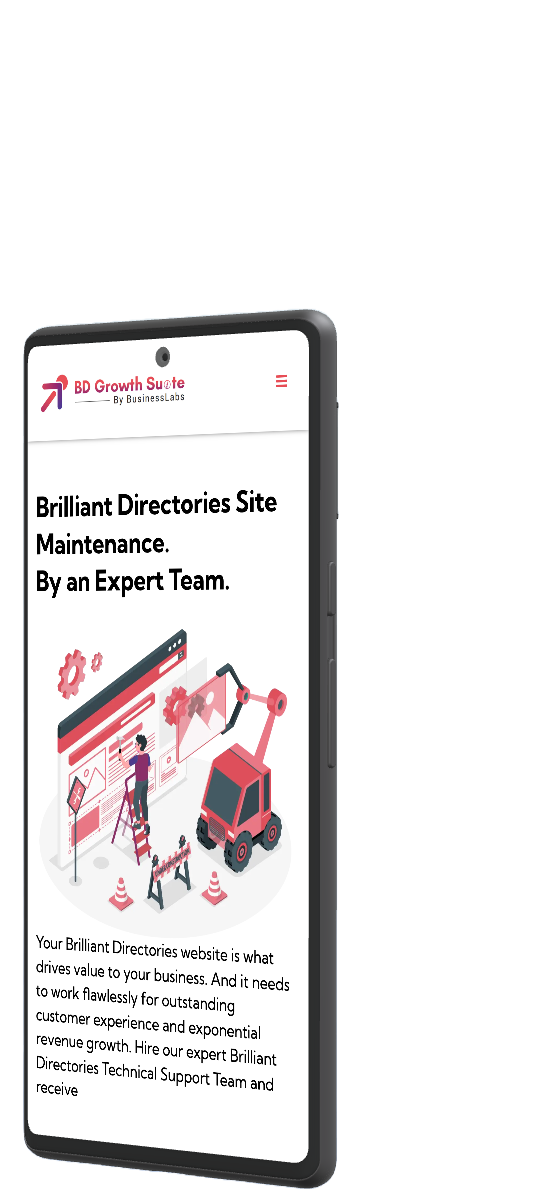 BD Growth Suite
By BusinessLabs
Brilliant Directories Site
Maintenance.
By an Expert Team.
Your Brilliant Directories website is what
drives value to your business. And it needs
to work flawlessly for outstanding
customer experience and exponential
revenue growth. Hire our expert Brilliant
Directories Technical Support Team and
receive